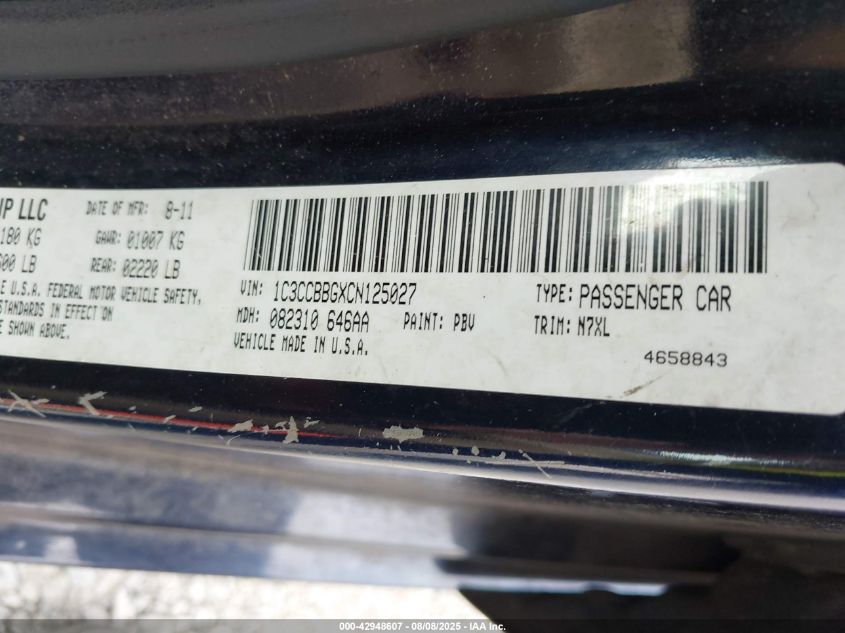 UP LLC
DATE OF MFR: 8-11
180 KG
GAWR: 01007 KG
600 LB
REAR: 02220 LB
U.S.A. FEDERAL MOTOR VEHICLE SAFETY,
STANDARDS IN EFFECT ON
SHOWN ABOVE.
VIN: 1C3CCBBGXCN125027
TYPE: PASSENGER CAR
MDH: 082310 646AA
PAINT: PBV
TRIM: N7XL
VEHICLE MADE IN U.S.A.
4658843
000-42948607 - 08/08/2025 - IAA Inc.